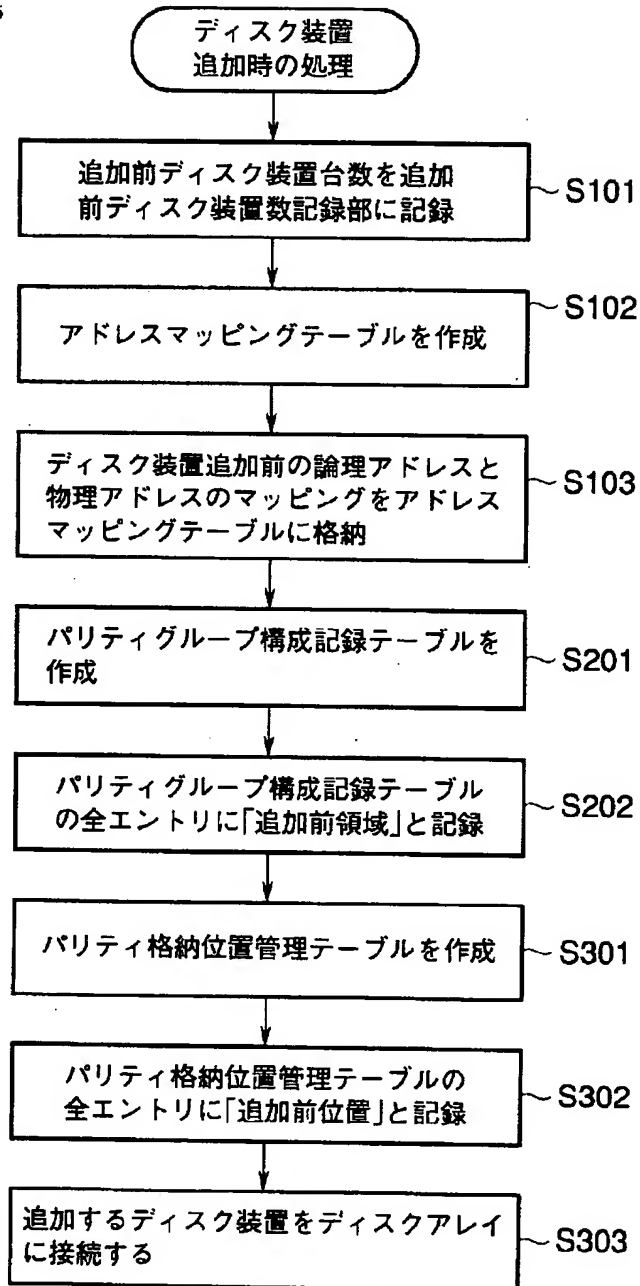 ディスク装置
追加時の処理
追加前ディスク装置台数を追加
前ディスク装置数記録部に記録
S101
アドレスマッピングテーブルを作成
S102
ディスク装置追加前の論理アドレスと
物理アドレスのマッピングをアドレス
マッピングテーブルに格納
S103
パリティグループ構成記録テーブルを
作成
S201
パリティグループ構成記録テーブル
の全エントリに「追加前領域」と記録
S202
パリティ格納位置管理テーブルを作成
S301
パリティ格納位置管理テーブルの
全エントリに「追加前位置」と記録
S302
追加するディスク装置をディスクアレイ
に接続する
S303